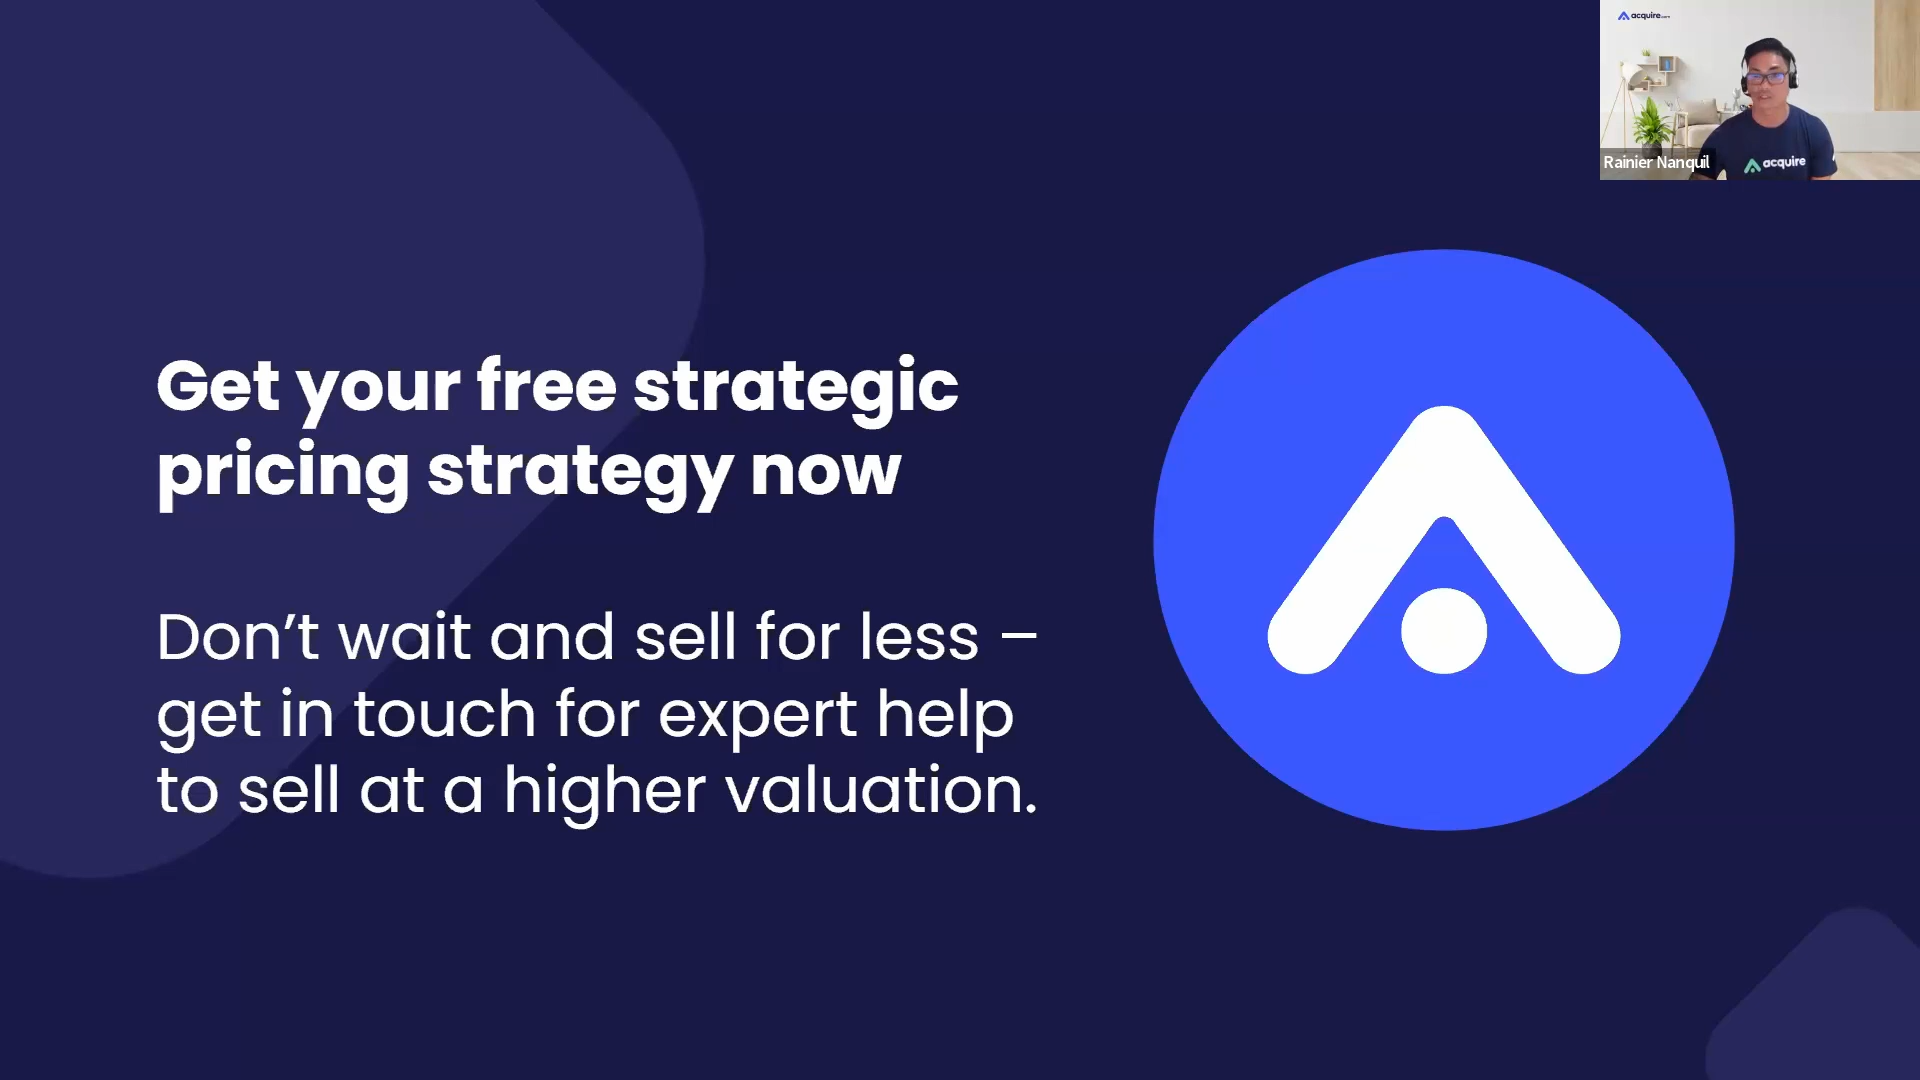 Get your free strategic
pricing strategy now
Don’t wait and sell for less –
get in touch for expert help
to sell at a higher valuation.
acquire.com
Rainier Nanquil
acquire